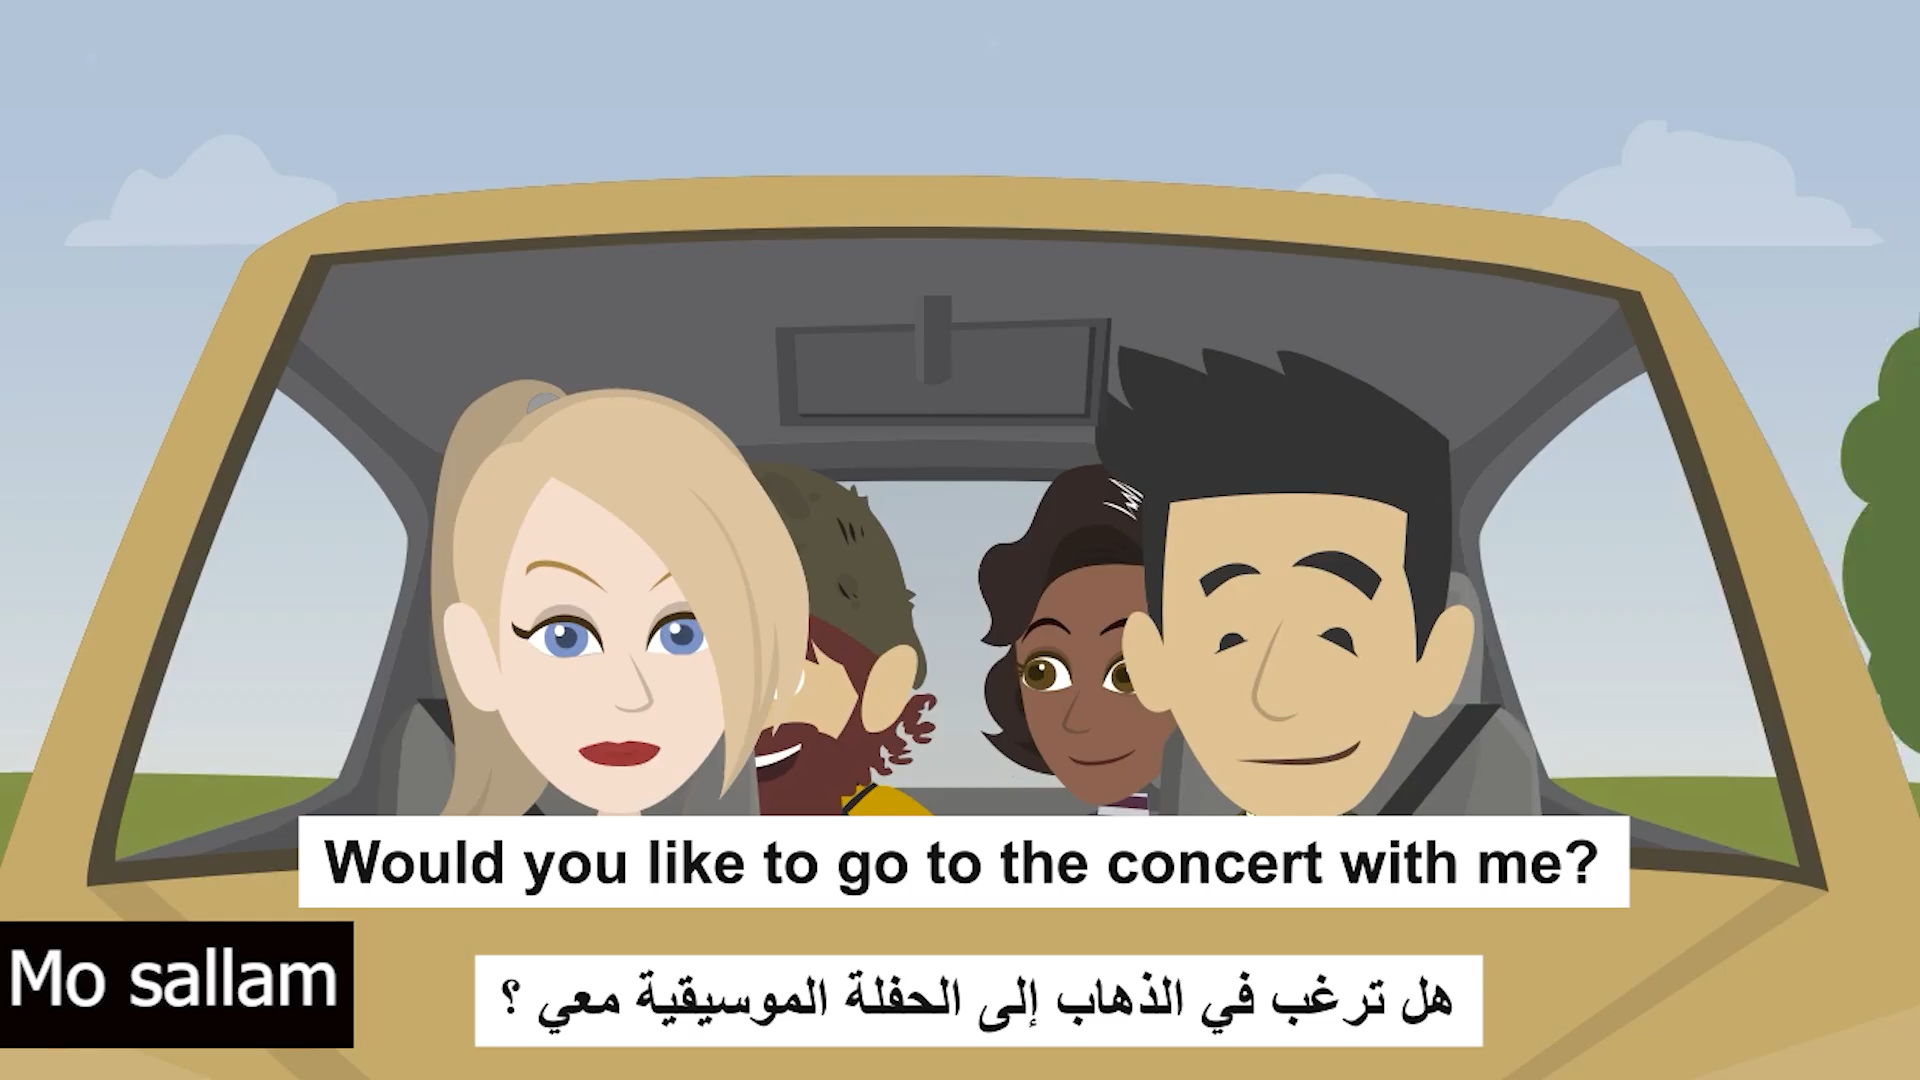 Would you like to go to the concert with me?
Mo sallam
هل ترغب في الذهاب إلى الحفلة الموسيقية معي ؟